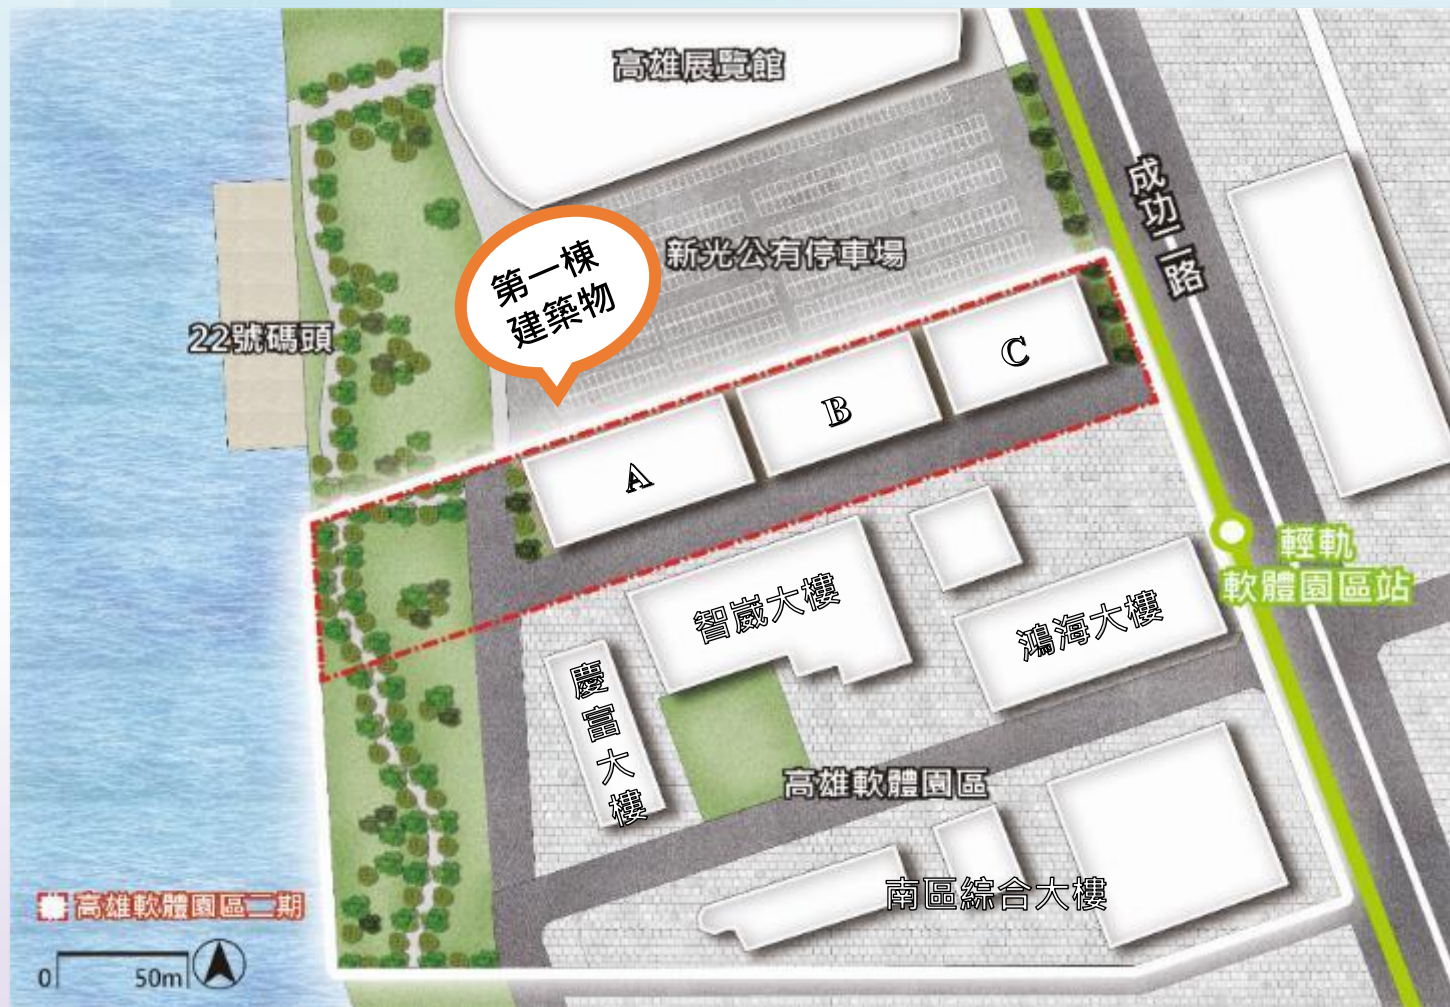 高雄展覽館
成功二路
第一棟
建築物
新光公有停車場
22號碼頭
A
B
C
輕軌
軟體園區站
智崴大樓
鴻海大樓
慶富大樓
高雄軟體園區
南區綜合大樓
高雄軟體園區二期
0 50m